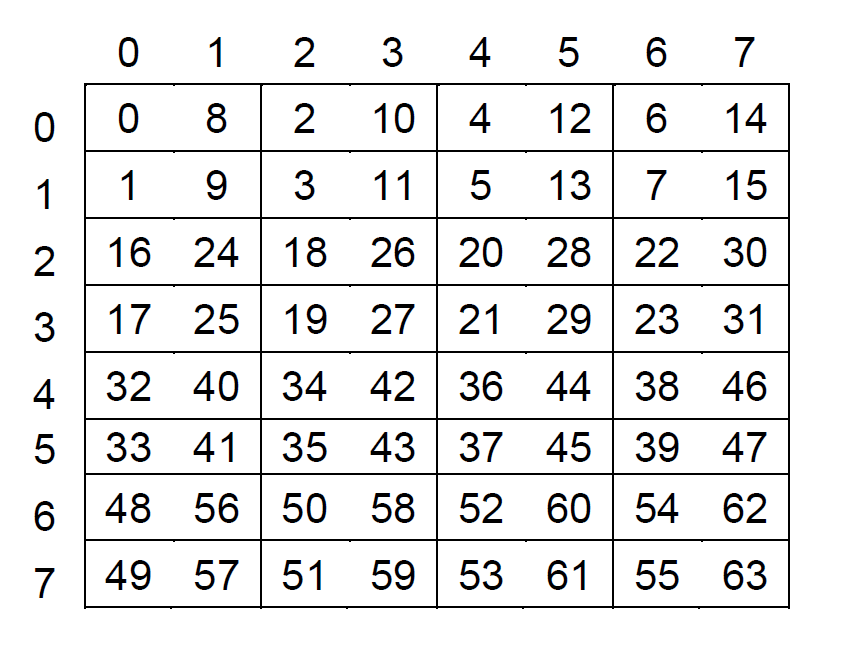 0 1 2 3 4 5 6 7
0 0 8 2 10 4 12 6 14
1 1 9 3 11 5 13 7 15
2 16 24 18 26 20 28 22 30
3 17 25 19 27 21 29 23 31
4 32 40 34 42 36 44 38 46
5 33 41 35 43 37 45 39 47
6 48 56 50 58 52 60 54 62
7 49 57 51 59 53 61 55 63